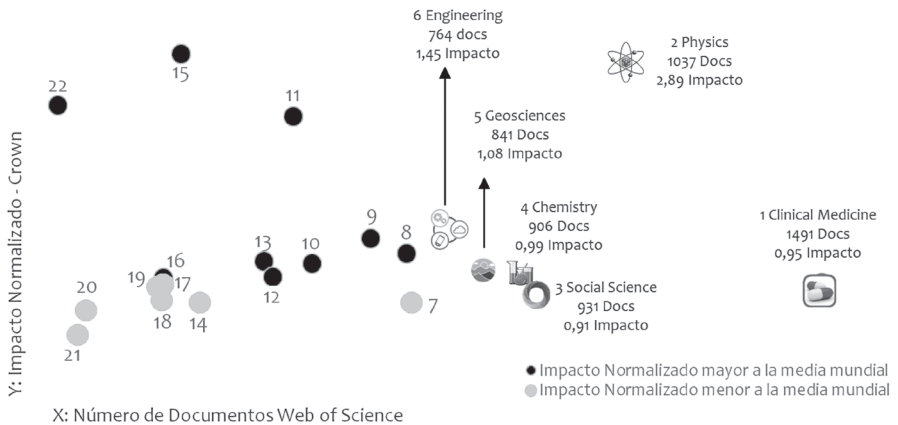 6 Engineering
764 docs
1,45 Impacto
2 Physics
1037 Docs
2,89 Impacto
15
22
11
5 Geosciences
841 Docs
1,08 Impacto
4 Chemistry
906 Docs
0,99 Impacto
1 Clinical Medicine
1491 Docs
0,95 Impacto
9
8
13
10
16
19
17
12
3 Social Science
931 Docs
0,91 Impacto
20
18
14
7
21
Impacto Normalizado mayor a la media mundial
Impacto Normalizado menor a la media mundial
Y: Impacto Normalizado - Crown
X: Número de Documentos Web of Science